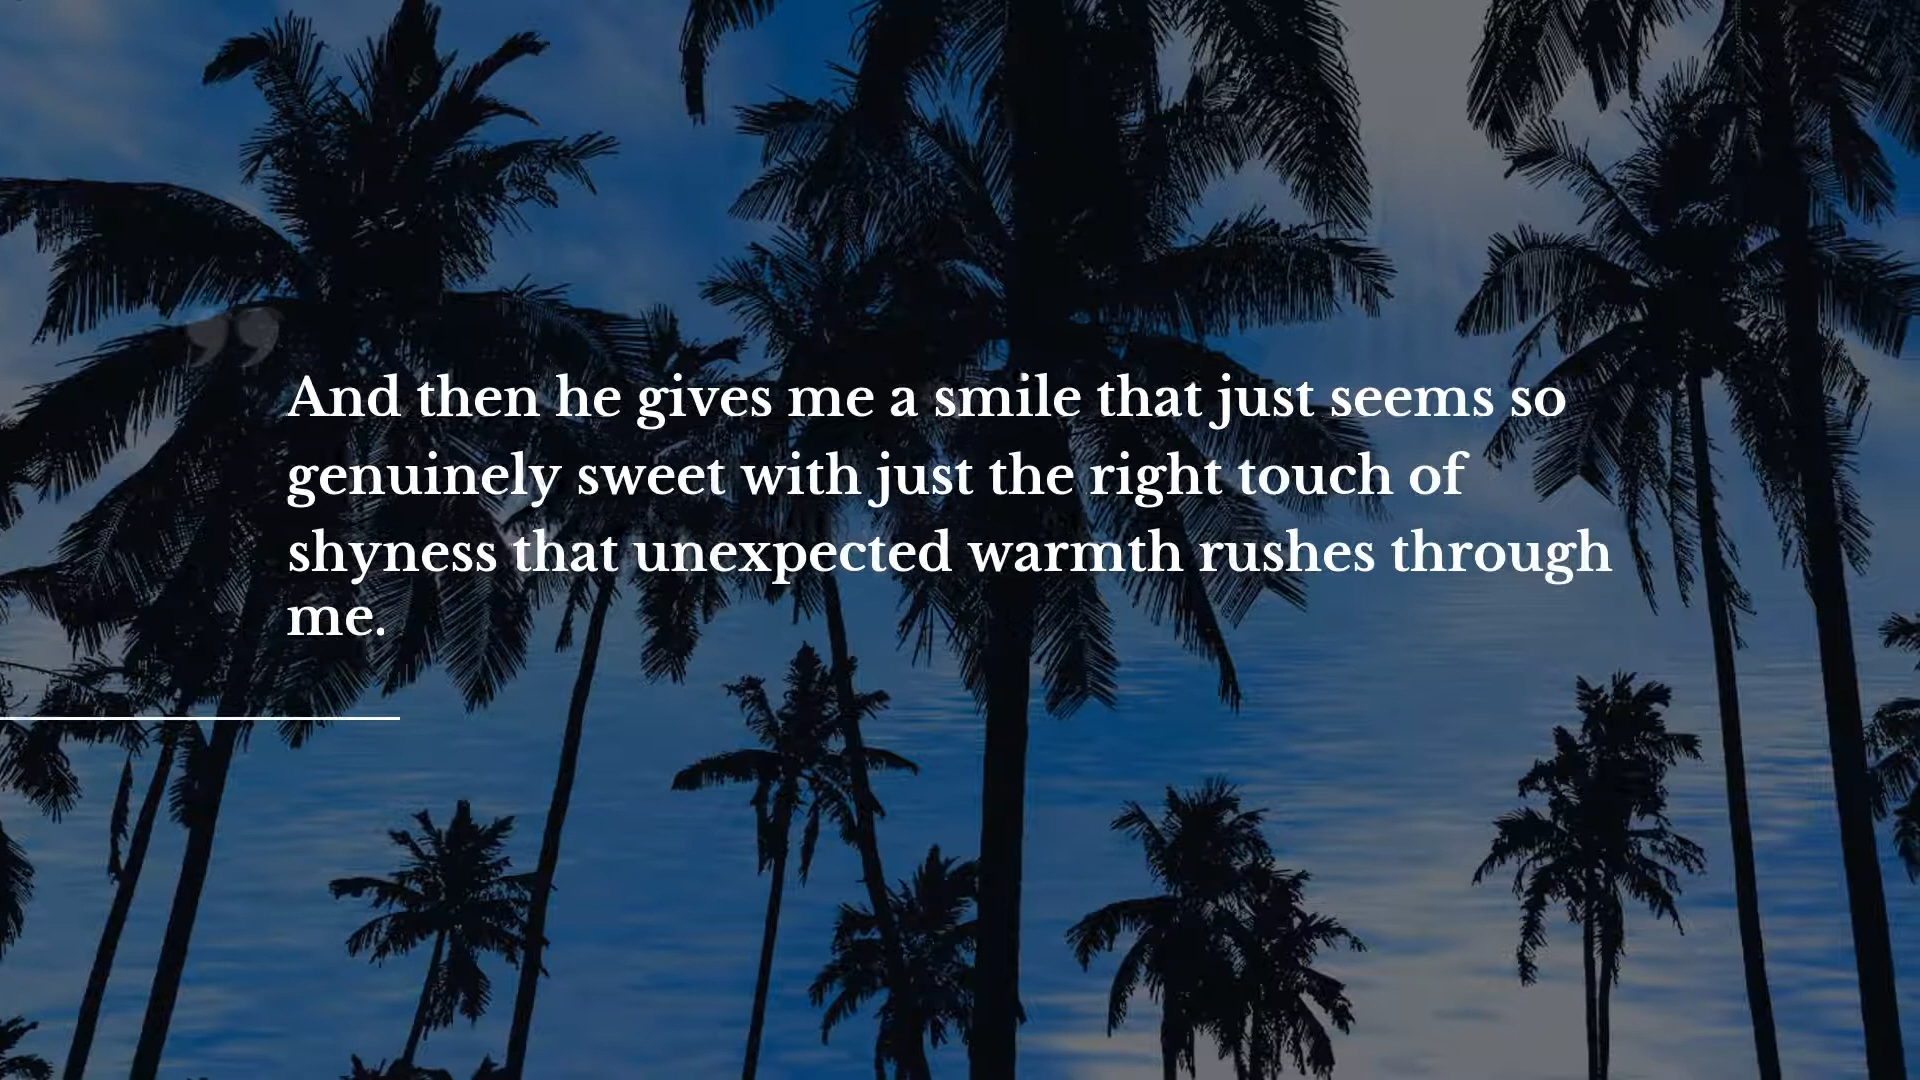 ”
And then he gives me a smile that just seems so
genuinely sweet with just the right touch of
shyness that unexpected warmth rushes through
me.